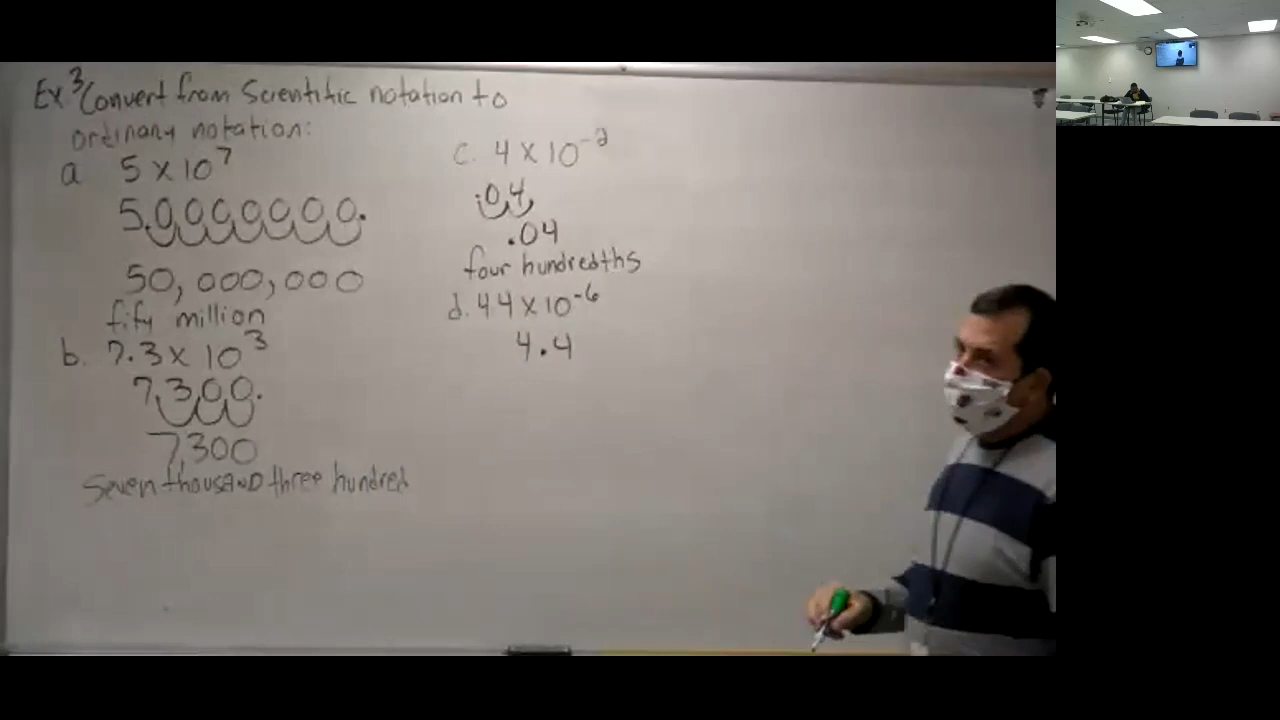 Ex 3 Convert from Scientific notation to
ordinary notation:
a 5 x 10^7
5.0000000.
50,000,000
fify million
b. 7.3 x 10^3
7.300.
7,300
Seven thousAND three hundred
c. 4 x 10^-2
.04
.04
four hundredths
d. 4.4 x 10^-6
4.4